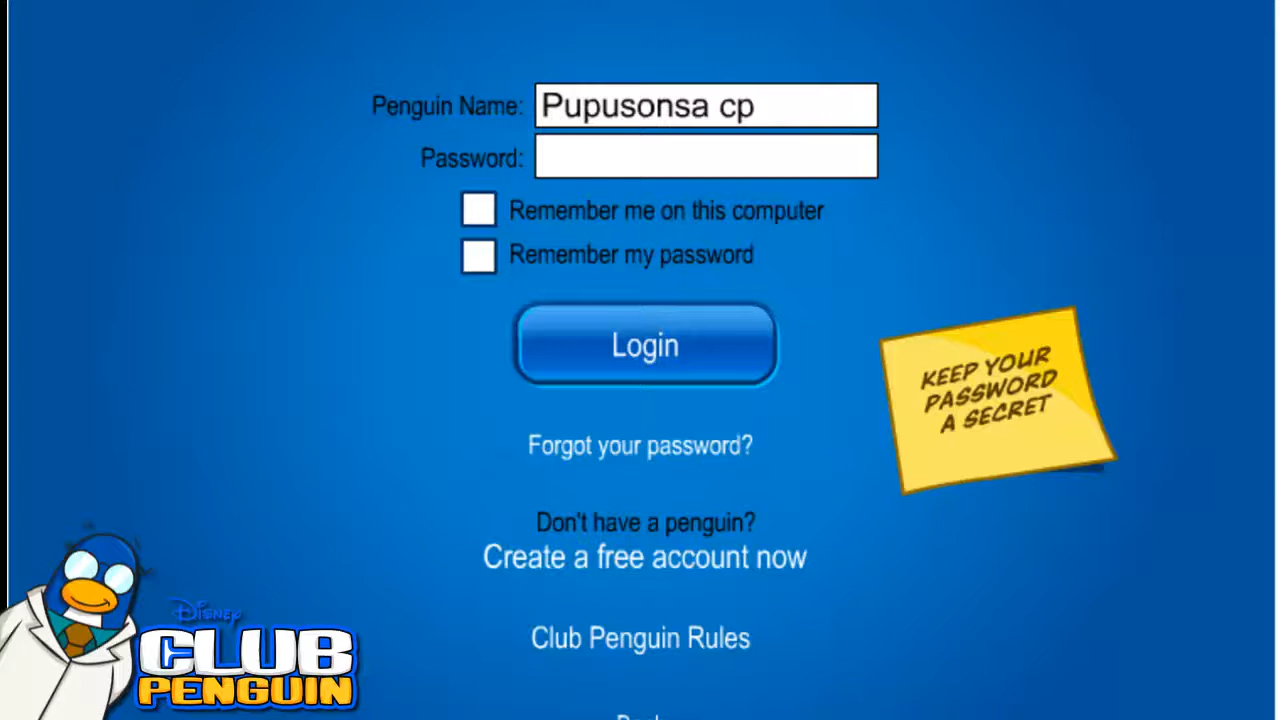 Penguin Name: Pupusonsa cp
Password:
Remember me on this computer
Remember my password
Login
KEEP YOUR
PASSWORD
A SECRET
Forgot your password?
Don't have a penguin?
Create a free account now
Club Penguin Rules
DISNEY
CLUB
PENGUIN